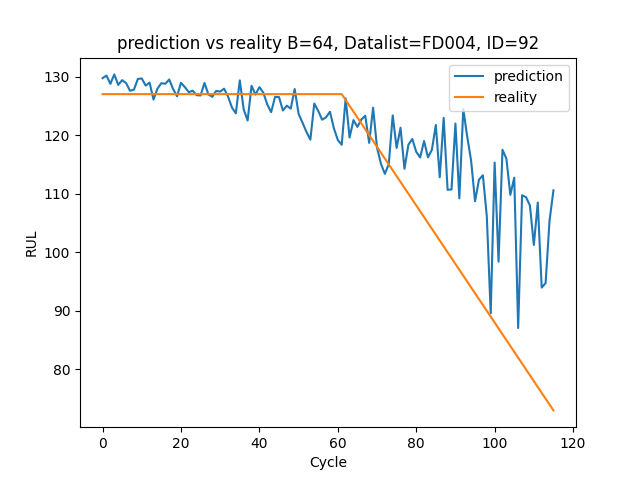 prediction vs reality B=64, Datalist=FD004, ID=92
prediction
reality
RUL
130
120
110
100
90
80
0 20 40 60 80 100 120
Cycle